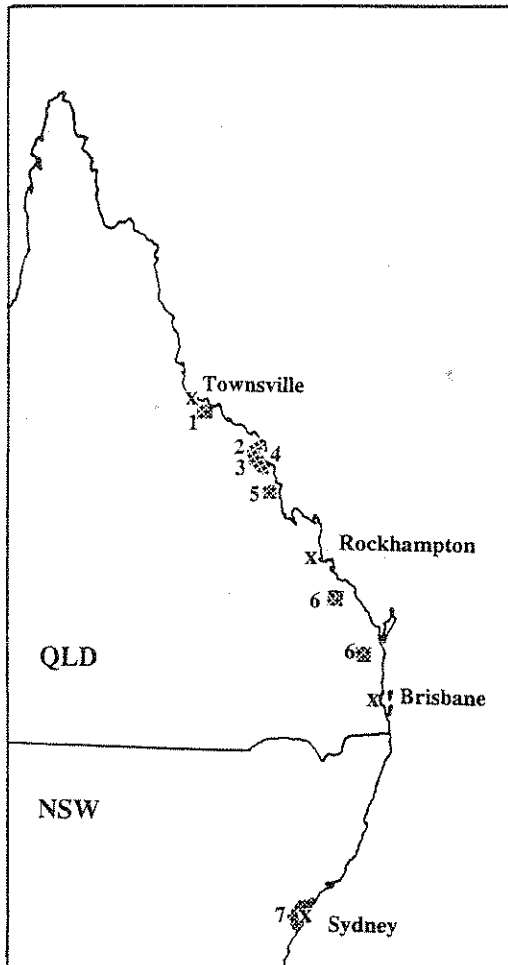 x Townsville
1
2 4
3
5
Rockhampton
x
6
QLD
6
x Brisbane
NSW
7 x
Sydney